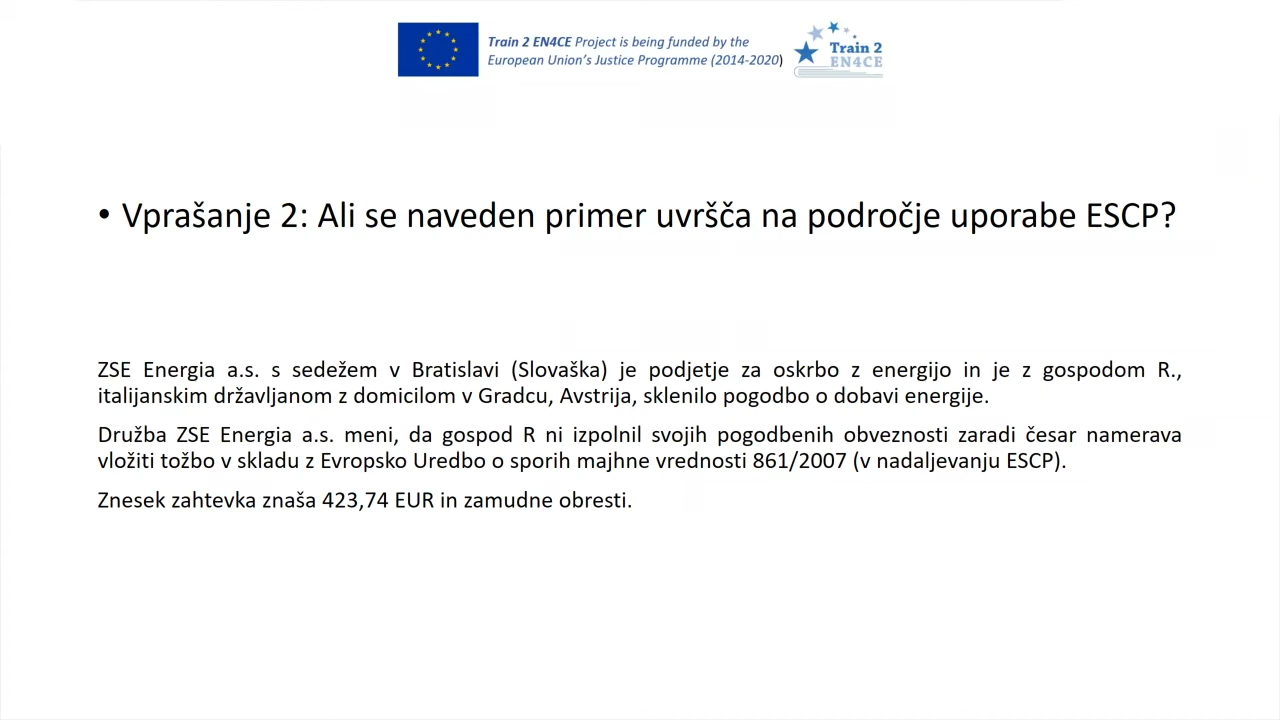 Train 2 EN4CE Project is being funded by the
European Union's Justice Programme (2014-2020)
Train 2
EN4CE
• Vprašanje 2: Ali se naveden primer uvršča na področje uporabe ESCP?
ZSE Energia a.s. s sedežem v Bratislavi (Slovaška) je podjetje za oskrbo z energijo in je z gospodom R.,
italijanskim državljanom z domicilom v Gradcu, Avstrija, sklenilo pogodbo o dobavi energije.
Družba ZSE Energia a.s. meni, da gospod R ni izpolnil svojih pogodbenih obveznosti zaradi česar namerava
vložiti tožbo v skladu z Evropsko Uredbo o sporih majhne vrednosti 861/2007 (v nadaljevanju ESCP).
Znesek zahtevka znaša 423,74 EUR in zamudne obresti.